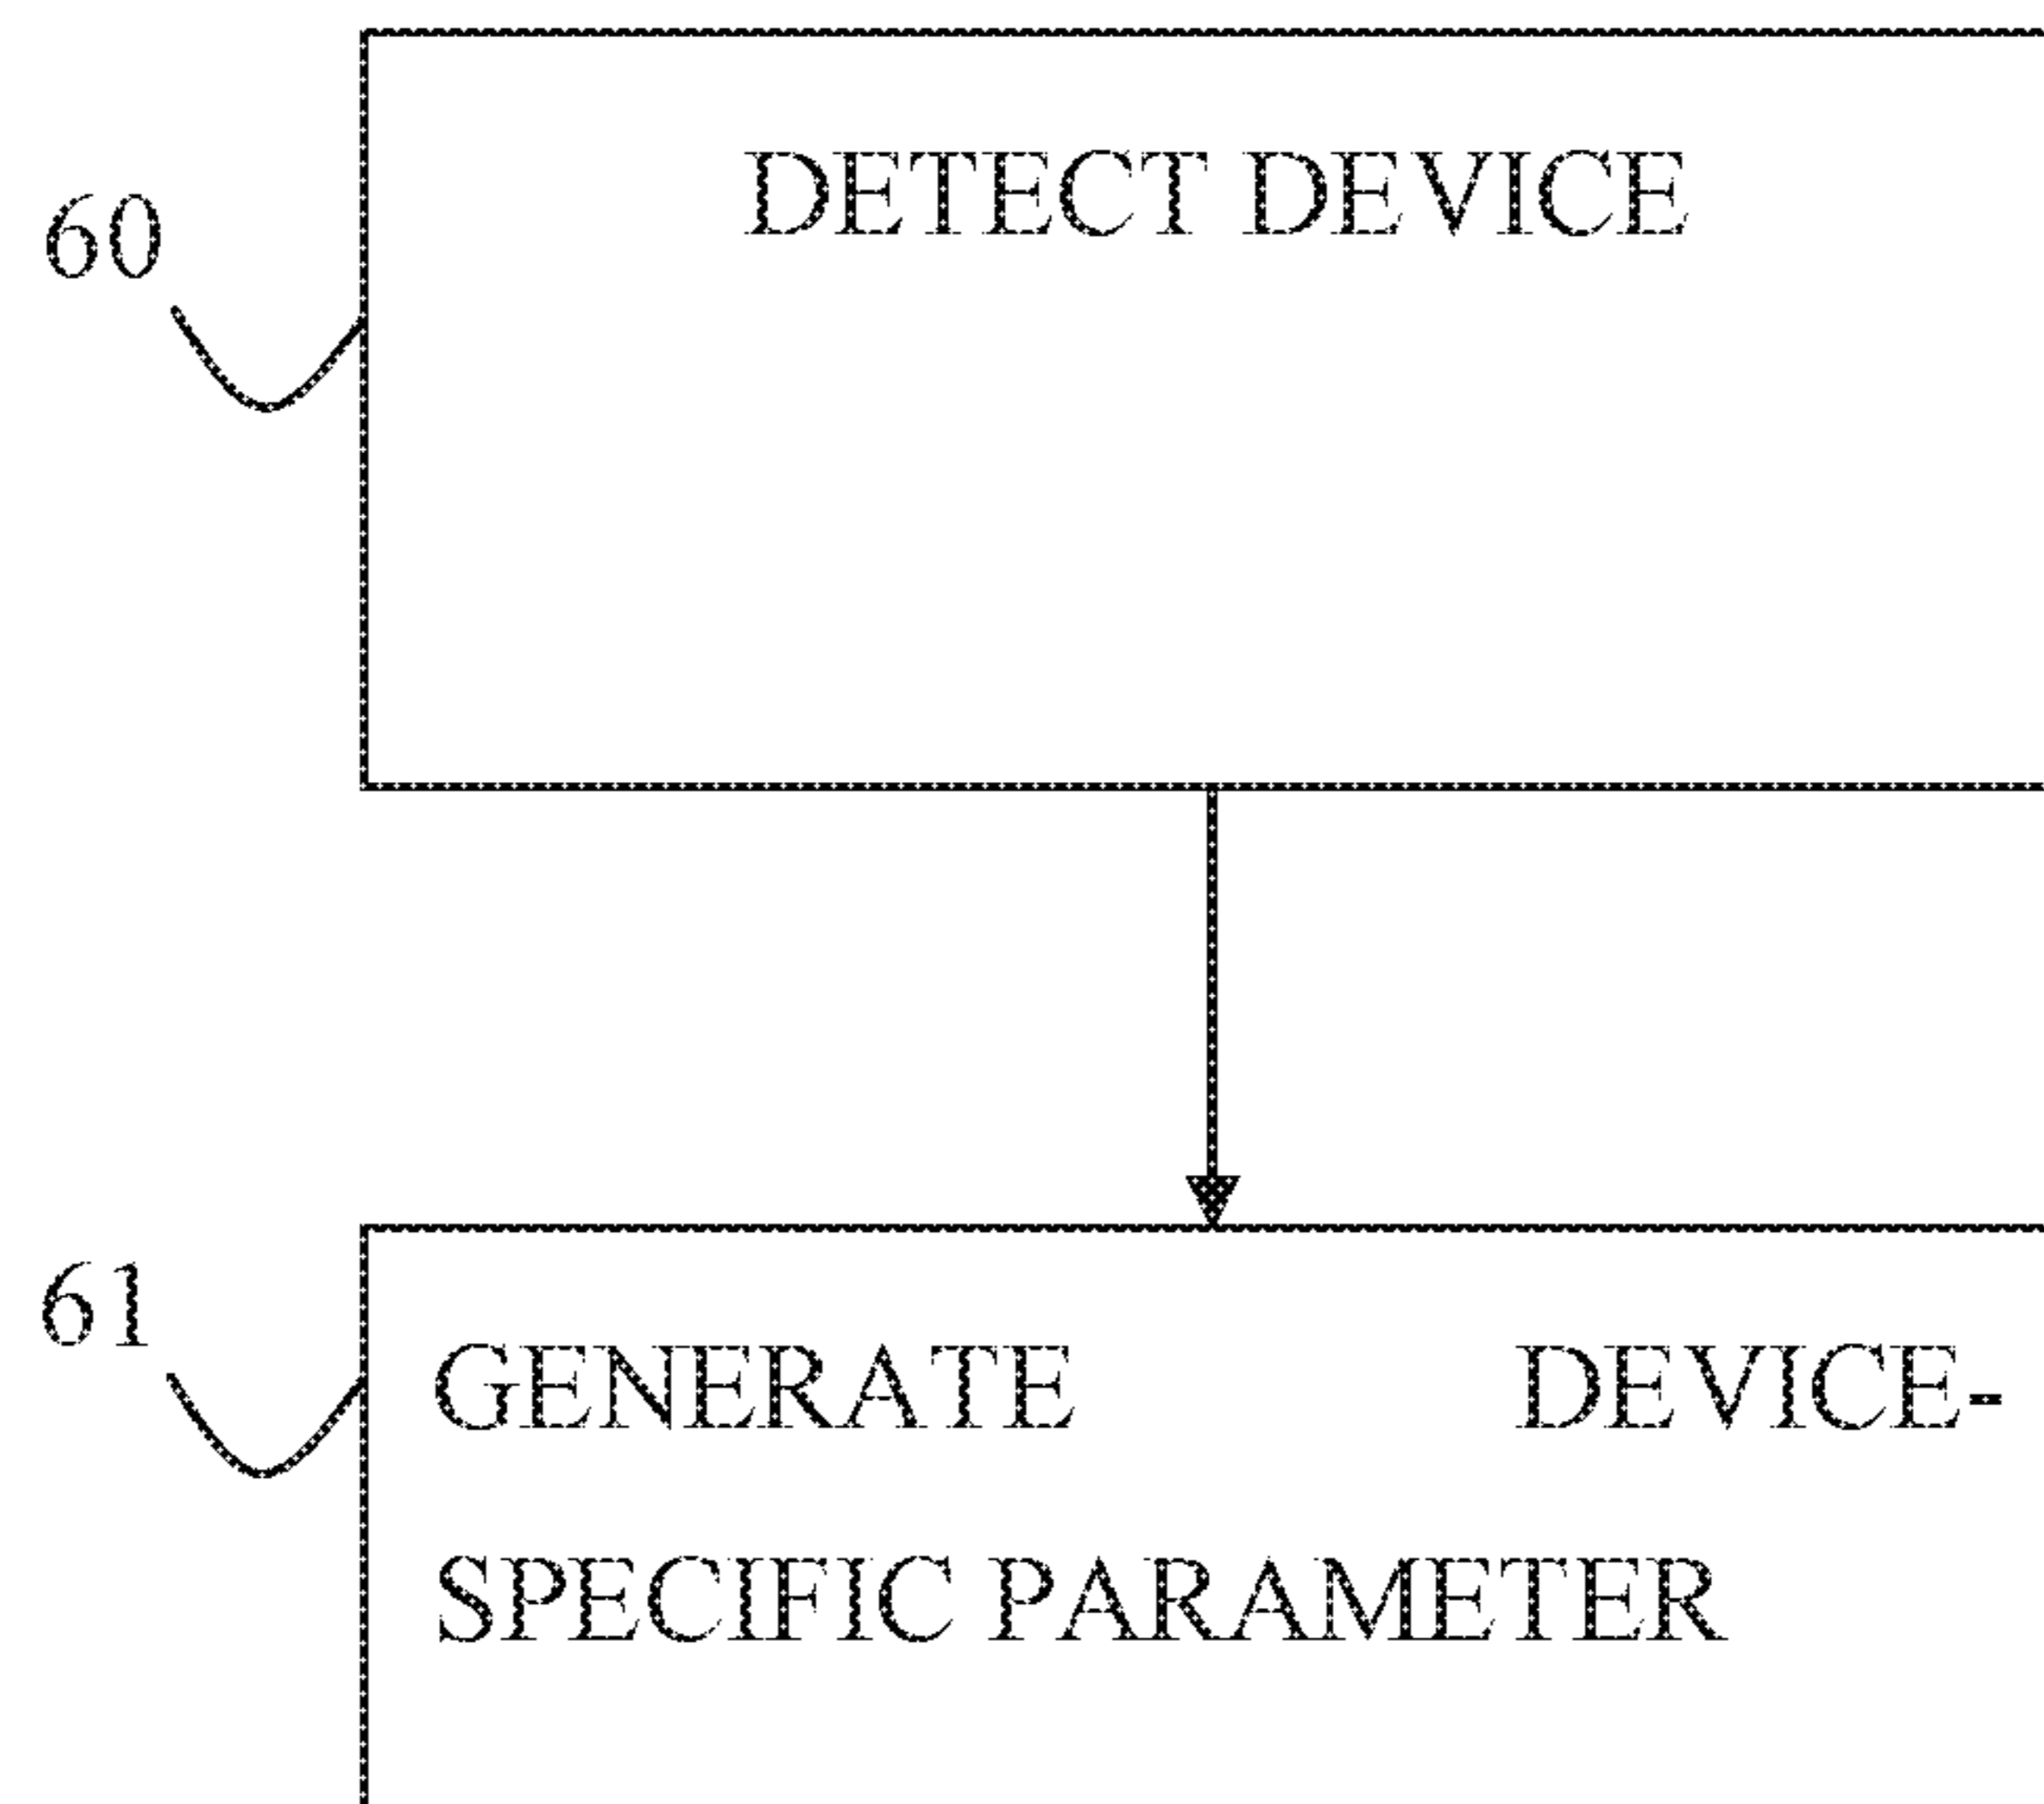 DETECT DEVICE
60
61
GENERATE DEVICE-
SPECIFIC PARAMETER